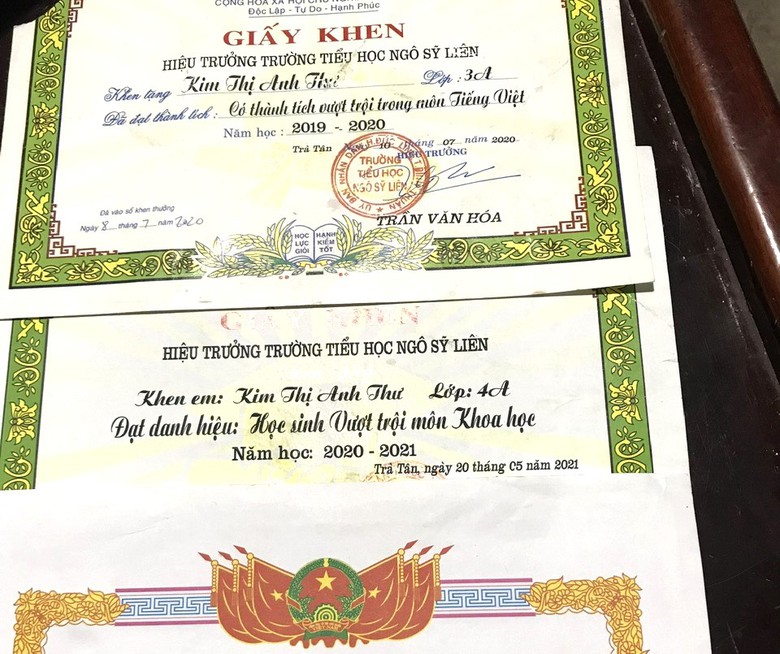 CỘNG HÒA XÃ HỘI CHỦ NGHĨA
Độc Lập - Tự Do - Hạnh Phúc
GIẤY KHEN
HIỆU TRƯỞNG TRƯỜNG TIỂU HỌC NGÔ SỸ LIÊN
Khen tặng Kim Thị Anh Lớp : 3A
Đã đạt thành tích : Có thành tích vượt trội trong môn Tiếng Việt
Năm học : 2019 - 2020
Trà Tân 10 tháng 07 năm 2020
HIỆU TRƯỞNG
TRƯỜNG
TIỂU HỌC
NGÔ SỸ LIÊN
TRẦN VĂN HÓA
Đã vào sổ khen thưởng
Ngày 8 tháng 7 năm 2020
HỌC LỰC GIỎI
HẠNH KIỂM TỐT
GIẤY KHEN
HIỆU TRƯỞNG TRƯỜNG TIỂU HỌC NGÔ SỸ LIÊN
Khen em: Kim Thị Anh Thư Lớp: 4A
Đạt danh hiệu: Học sinh Vượt trội môn Khoa học
Năm học: 2020 - 2021
Trà Tân, ngày 20 tháng 05 năm 2021